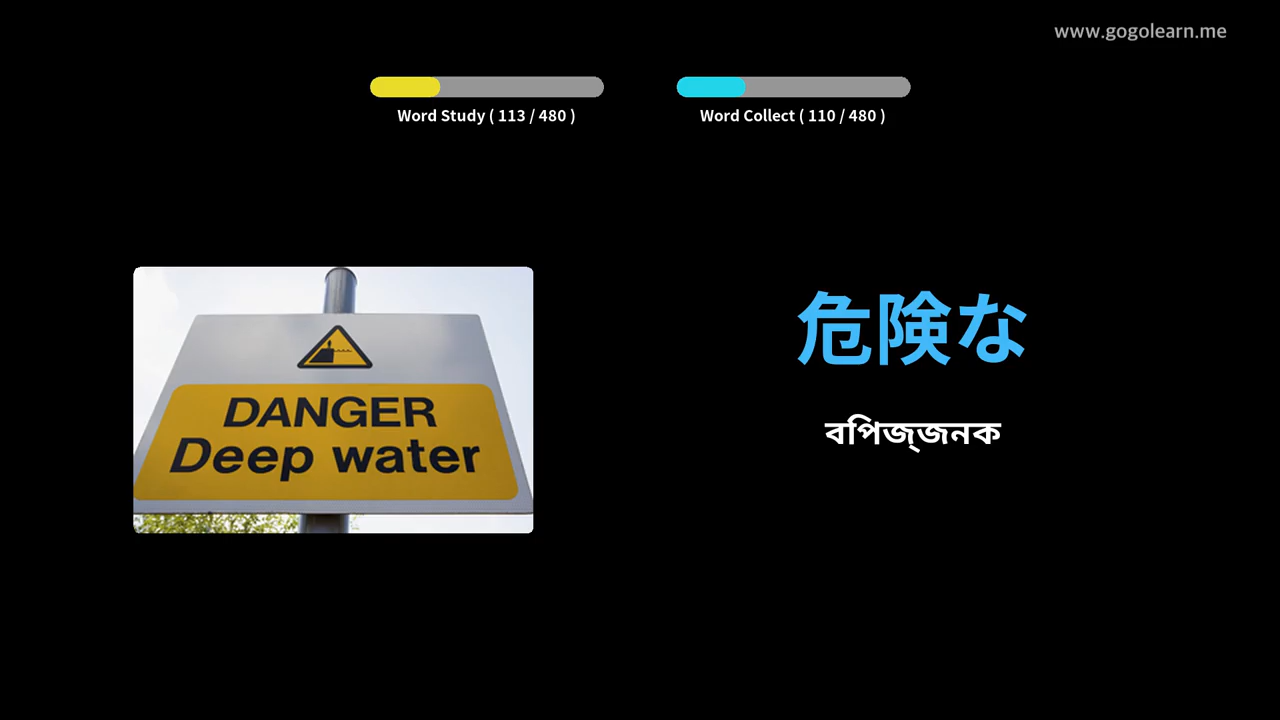 www.gogolearn.me
Word Study ( 113 / 480 )
Word Collect ( 110 / 480 )
DANGER
Deep water
危険な
বপিজ্জনক